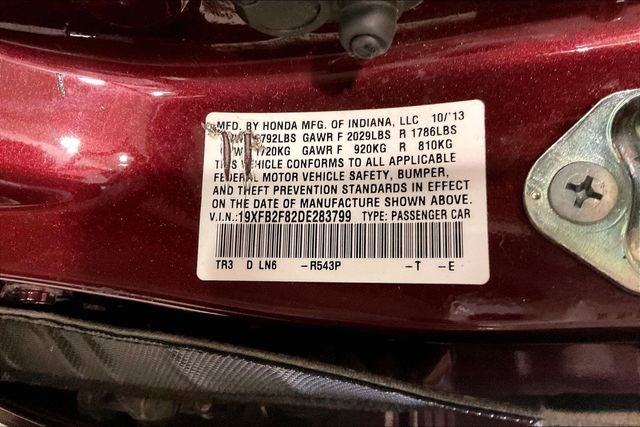 MFD. BY HONDA MFG. OF INDIANA, LLC 10/'13
792LBS GAWR F 2029LBS R 1786LBS
1720KG GAWR F 920KG R 810KG
THIS VEHICLE CONFORMS TO ALL APPLICABLE
FEDERAL MOTOR VEHICLE SAFETY, BUMPER,
AND THEFT PREVENTION STANDARDS IN EFFECT
ON THE DATE OF MANUFACTURE SHOWN ABOVE.
V.I.N.:19XFB2F82DE283799 TYPE: PASSENGER CAR
TR3 D LN6 -R543P -T -E